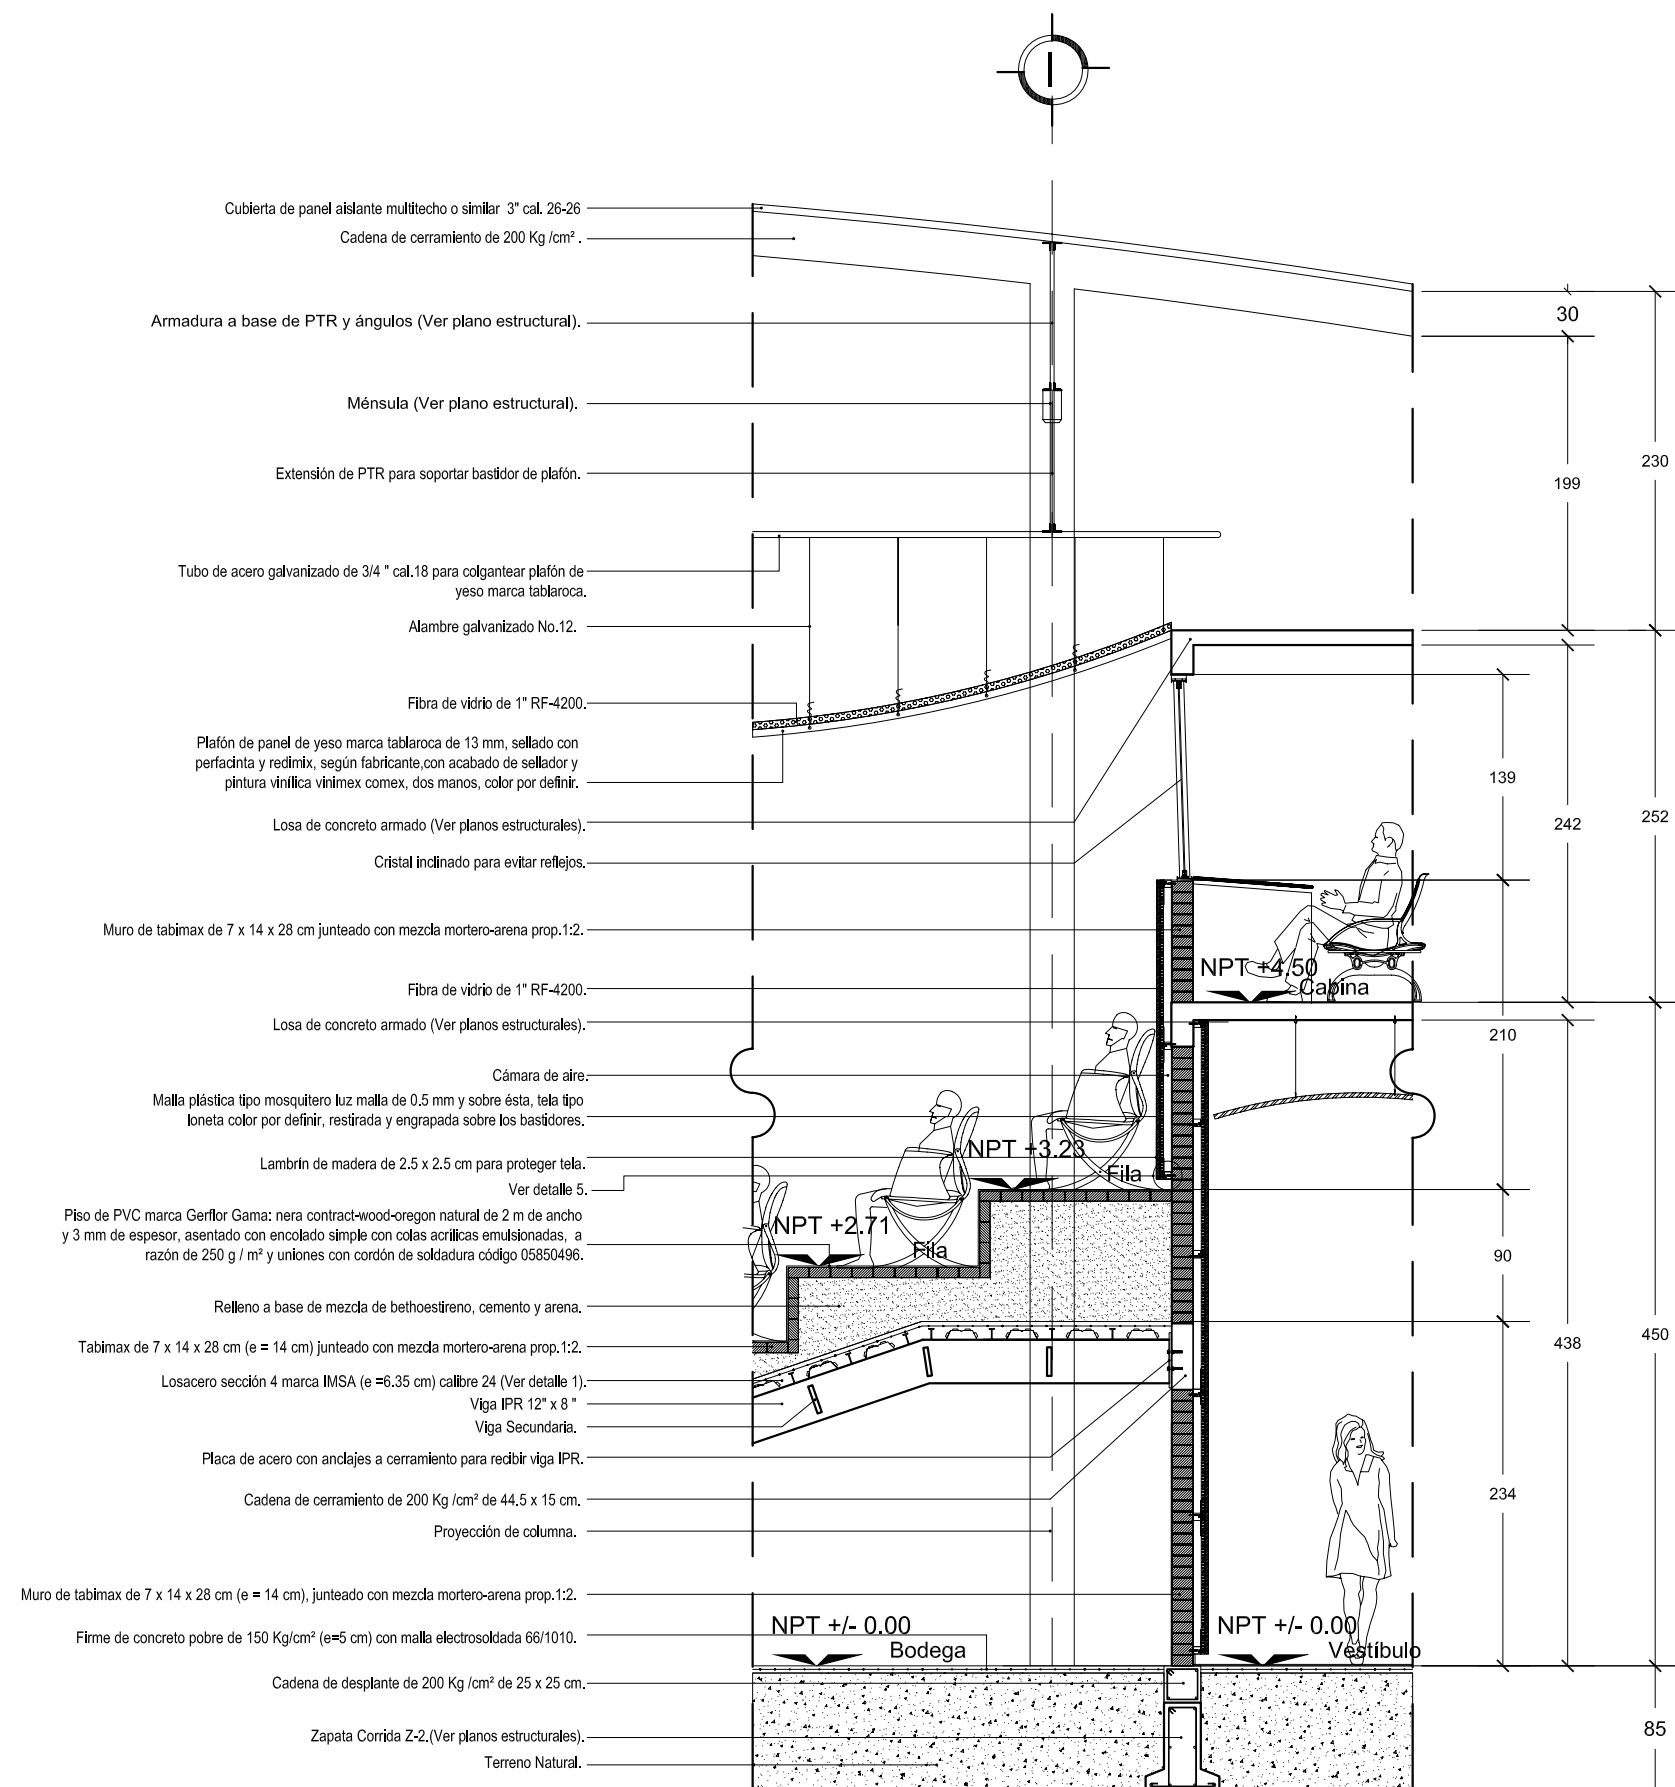 I
Cubierta de panel aislante multitecho o similar 3" cal. 26-26
Cadena de cerramiento de 200 Kg /cm² .
Armadura a base de PTR y ángulos (Ver plano estructural).
Ménsula (Ver plano estructural).
Extensión de PTR para soportar bastidor de plafón.
Tubo de acero galvanizado de 3/4 " cal.18 para colgantear plafón de
yeso marca tablaroca.
Alambre galvanizado No.12.
Fibra de vidrio de 1" RF-4200.
Plafón de panel de yeso marca tablaroca de 13 mm, sellado con
perfacinta y redimix, según fabricante,con acabado de sellador y
pintura vinílica vinimex comex, dos manos, color por definir.
Losa de concreto armado (Ver planos estructurales).
Cristal inclinado para evitar reflejos.
Muro de tabimax de 7 x 14 x 28 cm junteado con mezcla mortero-arena prop.1:2.
Fibra de vidrio de 1" RF-4200.
Losa de concreto armado (Ver planos estructurales).
Cámara de aire.
Malla plástica tipo mosquitero luz malla de 0.5 mm y sobre ésta, tela tipo
loneta color por definir, restirada y engrapada sobre los bastidores.
Lambrín de madera de 2.5 x 2.5 cm para proteger tela.
Ver detalle 5.
Piso de PVC marca Gerflor Gama: nera contract-wood-oregon natural de 2 m de ancho
y 3 mm de espesor, asentado con encolado simple con colas acrílicas emulsionadas, a
razón de 250 g / m² y uniones con cordón de soldadura código 05850496.
Relleno a base de mezcla de bethoestireno, cemento y arena.
Tabimax de 7 x 14 x 28 cm (e = 14 cm) junteado con mezcla mortero-arena prop.1:2.
Losacero sección 4 marca IMSA (e =6.35 cm) calibre 24 (Ver detalle 1).
Viga IPR 12" x 8 "
Viga Secundaria.
Placa de acero con anclajes a cerramiento para recibir viga IPR.
Cadena de cerramiento de 200 Kg /cm² de 44.5 x 15 cm.
Proyección de columna.
Muro de tabimax de 7 x 14 x 28 cm (e = 14 cm), junteado con mezcla mortero-arena prop.1:2.
Firme de concreto pobre de 150 Kg/cm² (e=5 cm) con malla electrosoldada 66/1010.
Cadena de desplante de 200 Kg /cm² de 25 x 25 cm.
Zapata Corrida Z-2.(Ver planos estructurales).
Terreno Natural.
NPT +4.50
Cabina
NPT +3.23
Fila
NPT +2.71
Fila
NPT +/- 0.00
Bodega
NPT +/- 0.00
Vestíbulo
30
230
199
139
242
252
210
90
438
450
234
85